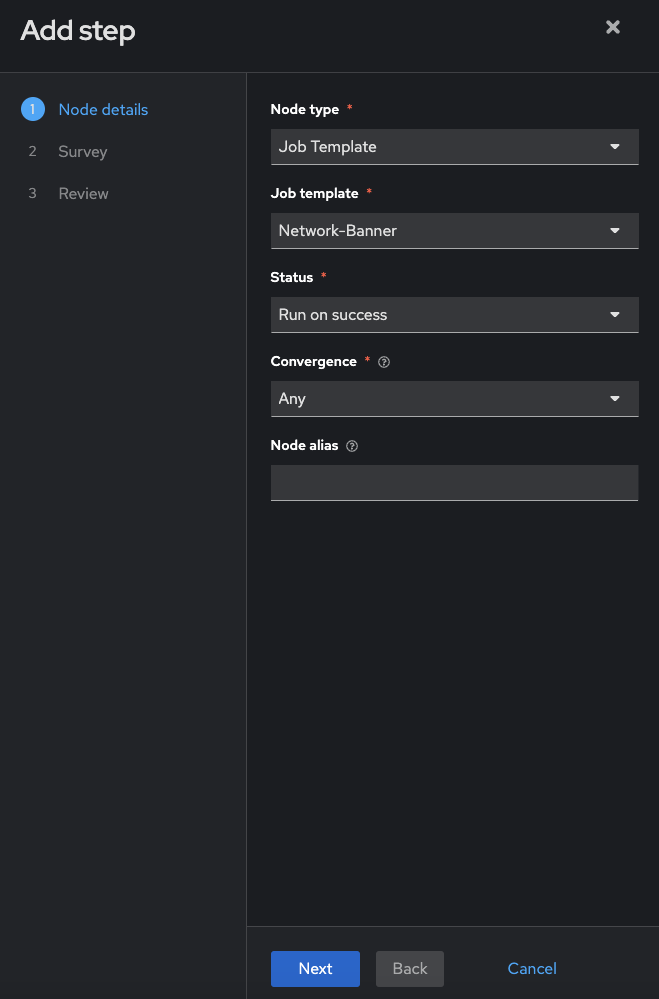 Add step
1 Node details
2 Survey
3 Review
Node type *
Job Template
Job template *
Network-Banner
Status *
Run on success
Convergence * ?
Any
Node alias ?
Next Back Cancel